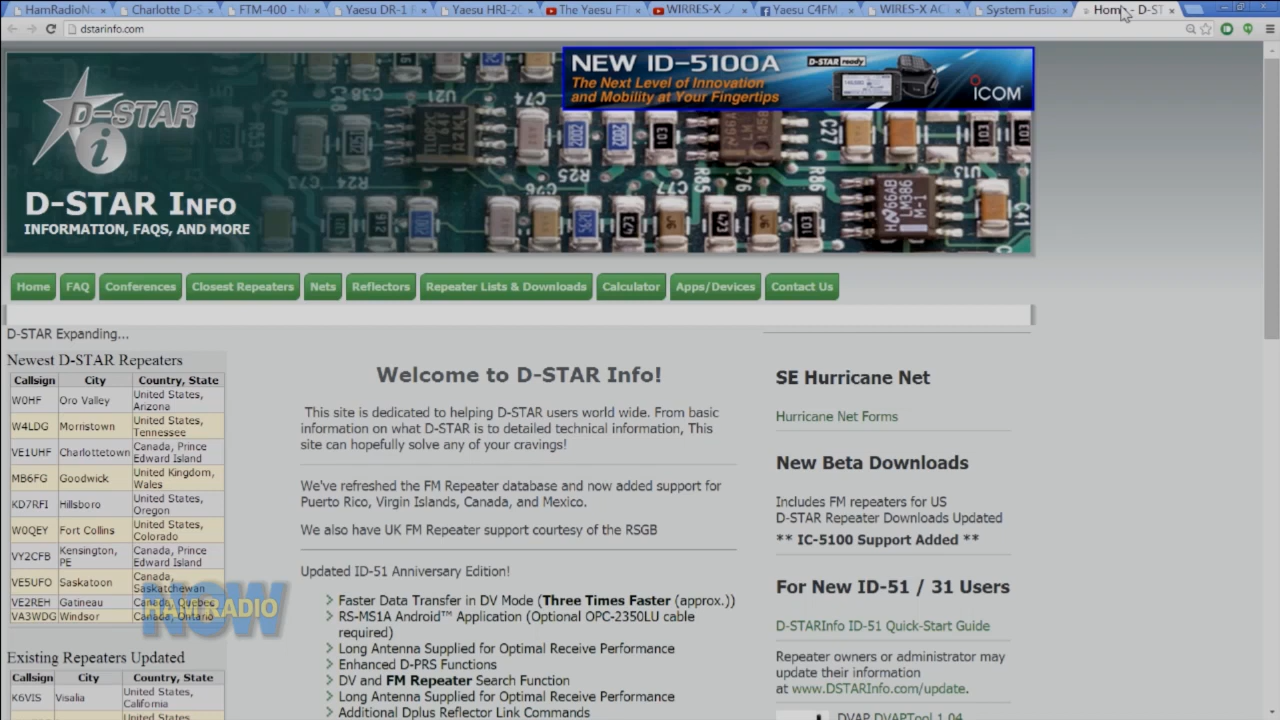 HamRadioNo
Charlotte D-S
FTM-400 - N
Yaesu DR-1 F
Yaesu HRI-20
The Yaesu FT
WIRRES-X
Yaesu C4FM
WIRES-X ACT
System Fusio
Home - D-ST
dstarinfo.com
D-STAR
i
D-STAR Info
INFORMATION, FAQS, AND MORE
NEW ID-5100A
D-STAR ready
The Next Level of Innovation
and Mobility at Your Fingertips
ICOM
Home
FAQ
Conferences
Closest Repeaters
Nets
Reflectors
Repeater Lists & Downloads
Calculator
Apps/Devices
Contact Us
D-STAR Expanding...
Newest D-STAR Repeaters
Callsign City Country, State
W0HF Oro Valley United States, Arizona
W4LDG Morristown United States, Tennessee
VE1UHF Charlottetown Canada, Prince Edward Island
MB6FG Goodwick United Kingdom, Wales
KD7RFI Hillsboro United States, Oregon
W0QEY Fort Collins United States, Colorado
VY2CFB Kensington, PE Canada, Prince Edward Island
VE5UFO Saskatoon Canada, Saskatchewan
VE2REH Gatineau Canada, Quebec
VA3WDG Windsor Canada, Ontario
HAM RADIO
NOW
Existing Repeaters Updated
Callsign City Country, State
K6VIS Visalia United States, California
United States,
Welcome to D-STAR Info!
This site is dedicated to helping D-STAR users world wide. From basic
information on what D-STAR is to detailed technical information, This
site can hopefully solve any of your cravings!
We've refreshed the FM Repeater database and now added support for
Puerto Rico, Virgin Islands, Canada, and Mexico.
We also have UK FM Repeater support courtesy of the RSGB
Updated ID-51 Anniversary Edition!
Faster Data Transfer in DV Mode (Three Times Faster (approx.))
RS-MS1A Android™ Application (Optional OPC-2350LU cable
required)
Long Antenna Supplied for Optimal Receive Performance
Enhanced D-PRS Functions
DV and FM Repeater Search Function
Long Antenna Supplied for Optimal Receive Performance
Additional Dplus Reflector Link Commands
SE Hurricane Net
Hurricane Net Forms
New Beta Downloads
Includes FM repeaters for US
D-STAR Repeater Downloads Updated
** IC-5100 Support Added **
For New ID-51 / 31 Users
D-STARInfo ID-51 Quick-Start Guide
Repeater owners or administrator may
update their information
at www.DSTARInfo.com/update.
DVAP DVAPTool 1.04